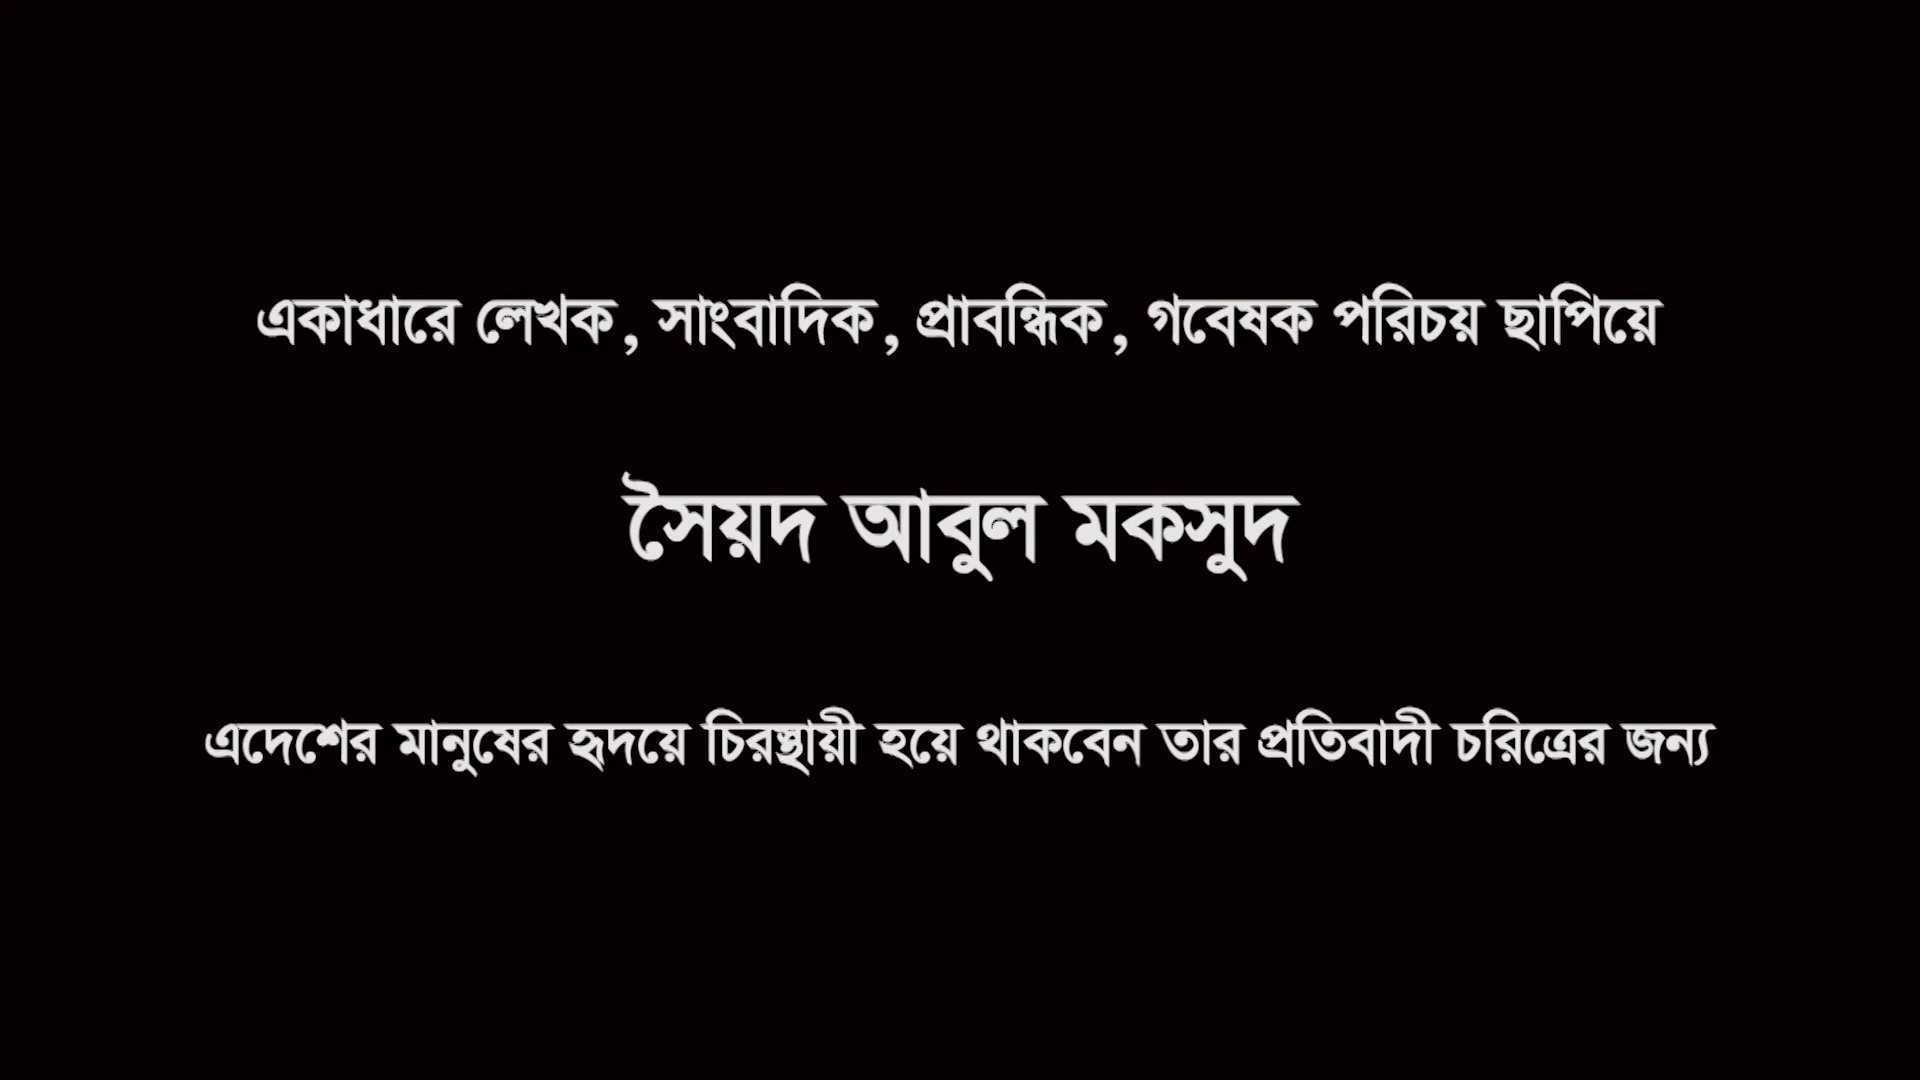 একাধারে লেখক, সাংবাদিক, প্রাবন্ধিক, গবেষক পরিচয় ছাপিয়ে
সৈয়দ আবুল মকসুদ
এদেশের মানুষের হৃদয়ে চিরস্থায়ী হয়ে থাকবেন তার প্রতিবাদী চরিত্রের জন্য